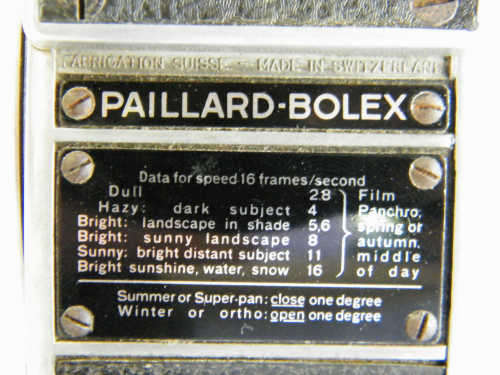 FABRICATION SUISSE - MADE IN SWITZERLAND
PAILLARD-BOLEX
Data for speed 16 frames/second
Dull 2.8 Film
Hazy: dark subject 4 Panchro,
Bright: landscape in shade 5,6 spring or
Bright: sunny landscape 8 autumn.
Sunny: bright distant subject 11 middle
Bright sunshine, water, snow 16 of day
Summer or Super-pan: close one degree
Winter or ortho: open one degree